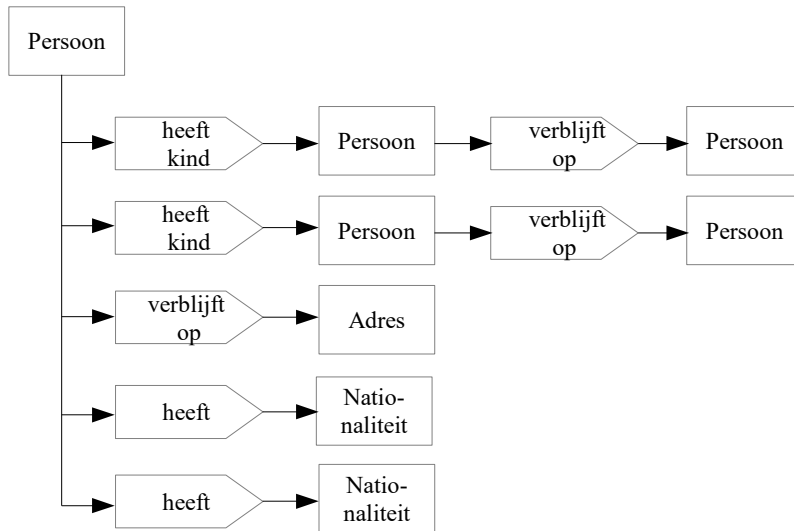 Persoon
heeft
kind
Persoon
verblijft
op
Persoon
heeft
kind
Persoon
verblijft
op
Persoon
verblijft
op
Adres
heeft
Natio-
naliteit
heeft
Natio-
naliteit